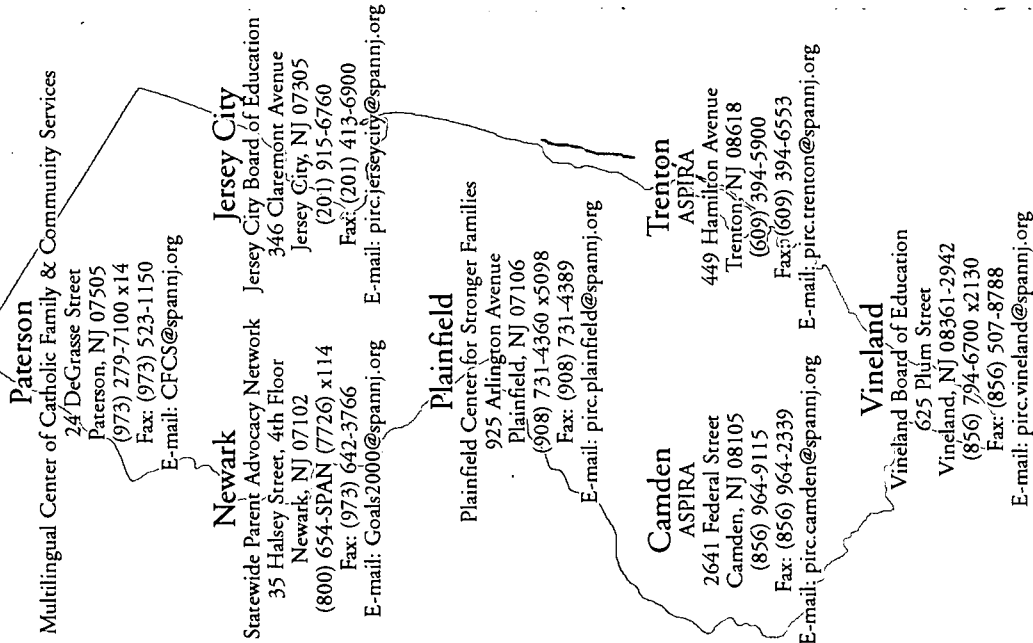 Paterson
Multilingual Center of Catholic Family & Community Services
24 DeGrasse Street
Paterson, NJ 07505
(973) 279-7100 x14
Fax: (973) 523-1150
E-mail: CFCS@spannj.org
Newark
Statewide Parent Advocacy Network
35 Halsey Street, 4th Floor
Newark, NJ 07102
(800) 654-SPAN (7726) x114
Fax: (973) 642-3766
E-mail: Goals2000@spannj.org
Jersey City
Jersey City Board of Education
346 Claremont Avenue
Jersey City, NJ 07305
(201) 915-6760
Fax: (201) 413-6900
E-mail: pirc.jerseycity@spannj.org
Plainfield
Plainfield Center for Stronger Families
925 Arlington Avenue
Plainfield, NJ 07106
(908) 731-4360 x5098
Fax: (908) 731-4389
E-mail: pirc.plainfield@spannj.org
Camden
ASPIRA
2641 Federal Street
Camden, NJ 08105
(856) 964-9115
Fax: (856) 964-2339
E-mail: pirc.camden@spannj.org
Trenton
ASPIRA
449 Hamilton Avenue
Trenton, NJ 08618
(609) 394-5900
Fax: (609) 394-6553
E-mail: pirc.trenton@spannj.org
Vineland
Vineland Board of Education
625 Plum Street
Vineland, NJ 08361-2942
(856) 794-6700 x2130
Fax: (856) 507-8788
E-mail: pirc.vineland@spannj.org